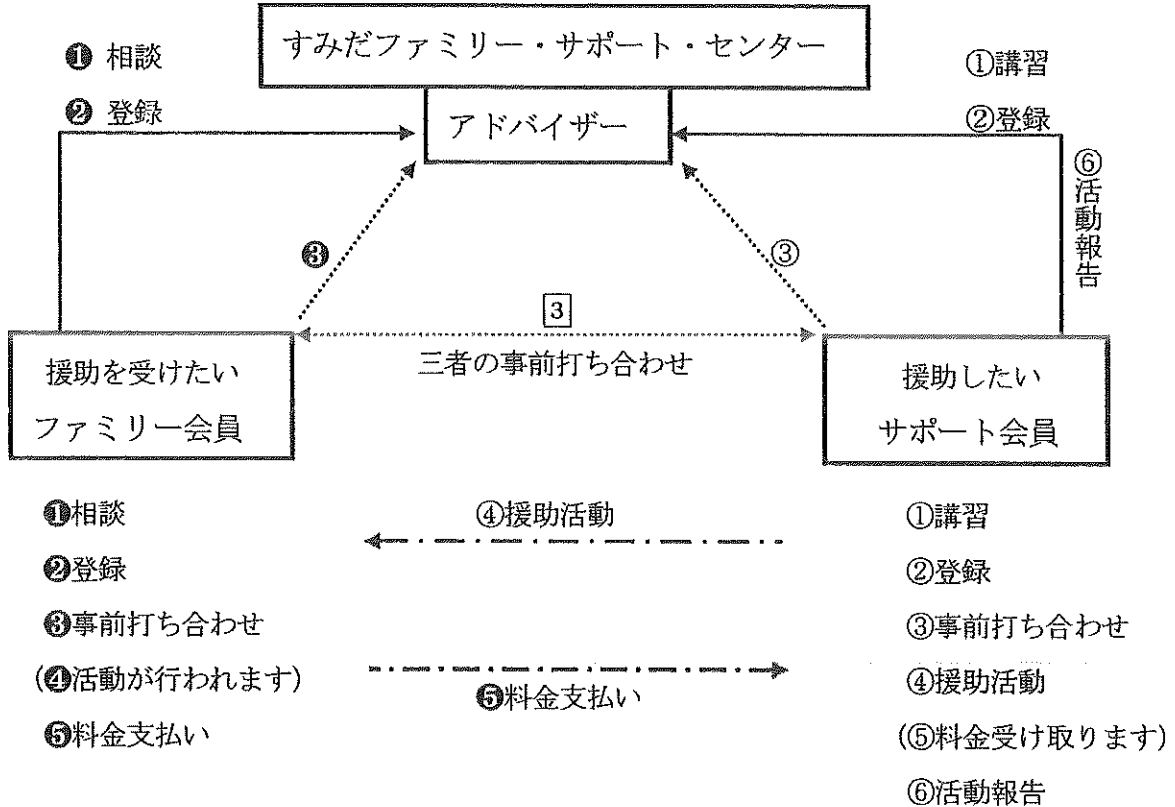 すみだファミリー・サポート・センター
アドバイザー
❶ 相談
❷ 登録
①講習
②登録
⑥活動報告
❸
③
3
三者の事前打ち合わせ
援助を受けたい
ファミリー会員
援助したい
サポート会員
❶相談
❷登録
❸事前打ち合わせ
(❹活動が行われます)
❺料金支払い
④援助活動
❺料金支払い
①講習
②登録
③事前打ち合わせ
④援助活動
(⑤料金受け取ります)
⑥活動報告